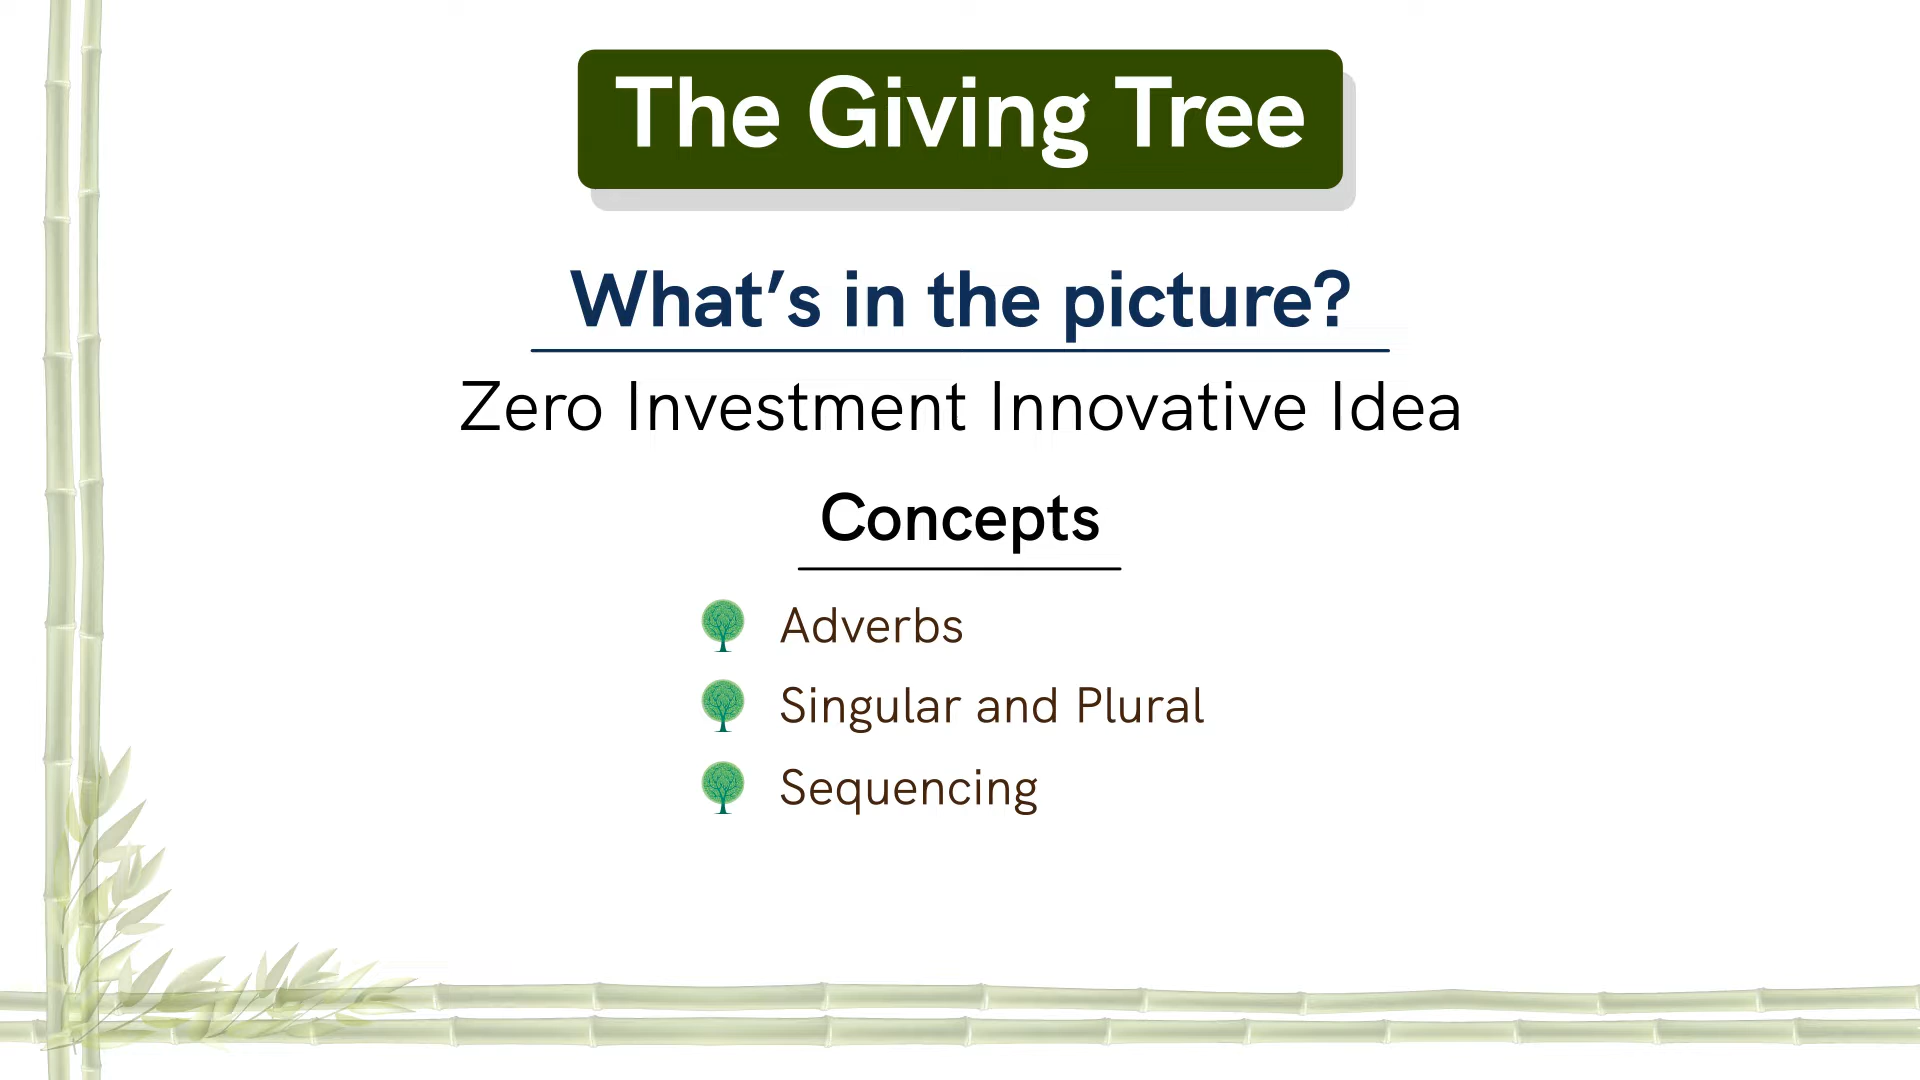 The Giving Tree
What’s in the picture?
Zero Investment Innovative Idea
Concepts
Adverbs
Singular and Plural
Sequencing